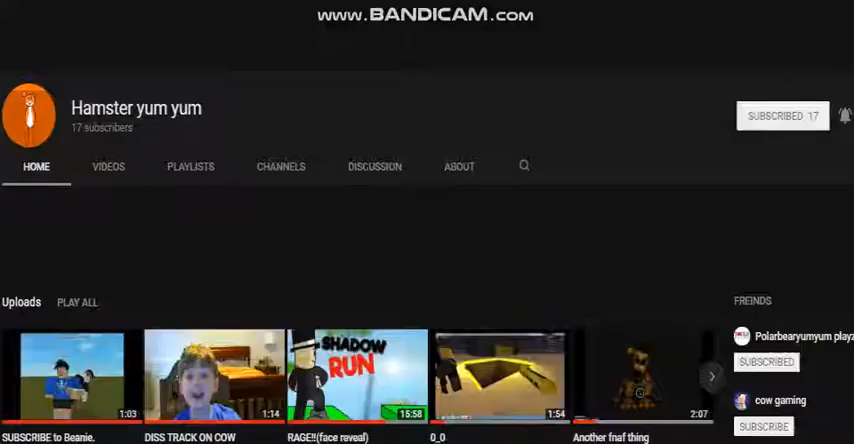 www.BANDICAM.com
Hamster yum yum
17 subscribers
SUBSCRIBED 17
HOME
VIDEOS
PLAYLISTS
CHANNELS
DISCUSSION
ABOUT
Uploads
PLAY ALL
FREINDS
SHADOW
RUN
1:03
1:14
15:58
1:54
2:07
SUBSCRIBE to Beanie.
DISS TRACK ON COW
RAGE!!(face reveal)
0_0
Another fnaf thing
Polarbearyumyum playz
SUBSCRIBED
cow gaming
SUBSCRIBE